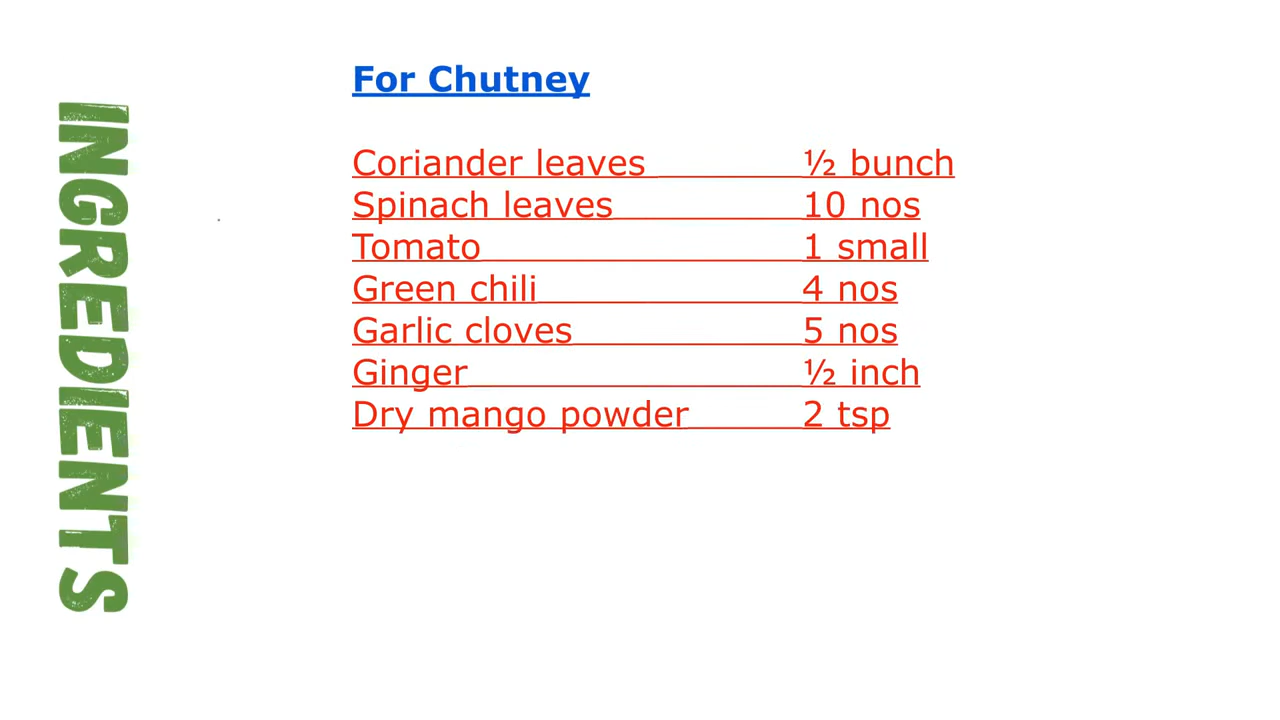 INGREDIENTS
For Chutney
Coriander leaves ½ bunch
Spinach leaves 10 nos
Tomato 1 small
Green chili 4 nos
Garlic cloves 5 nos
Ginger ½ inch
Dry mango powder 2 tsp